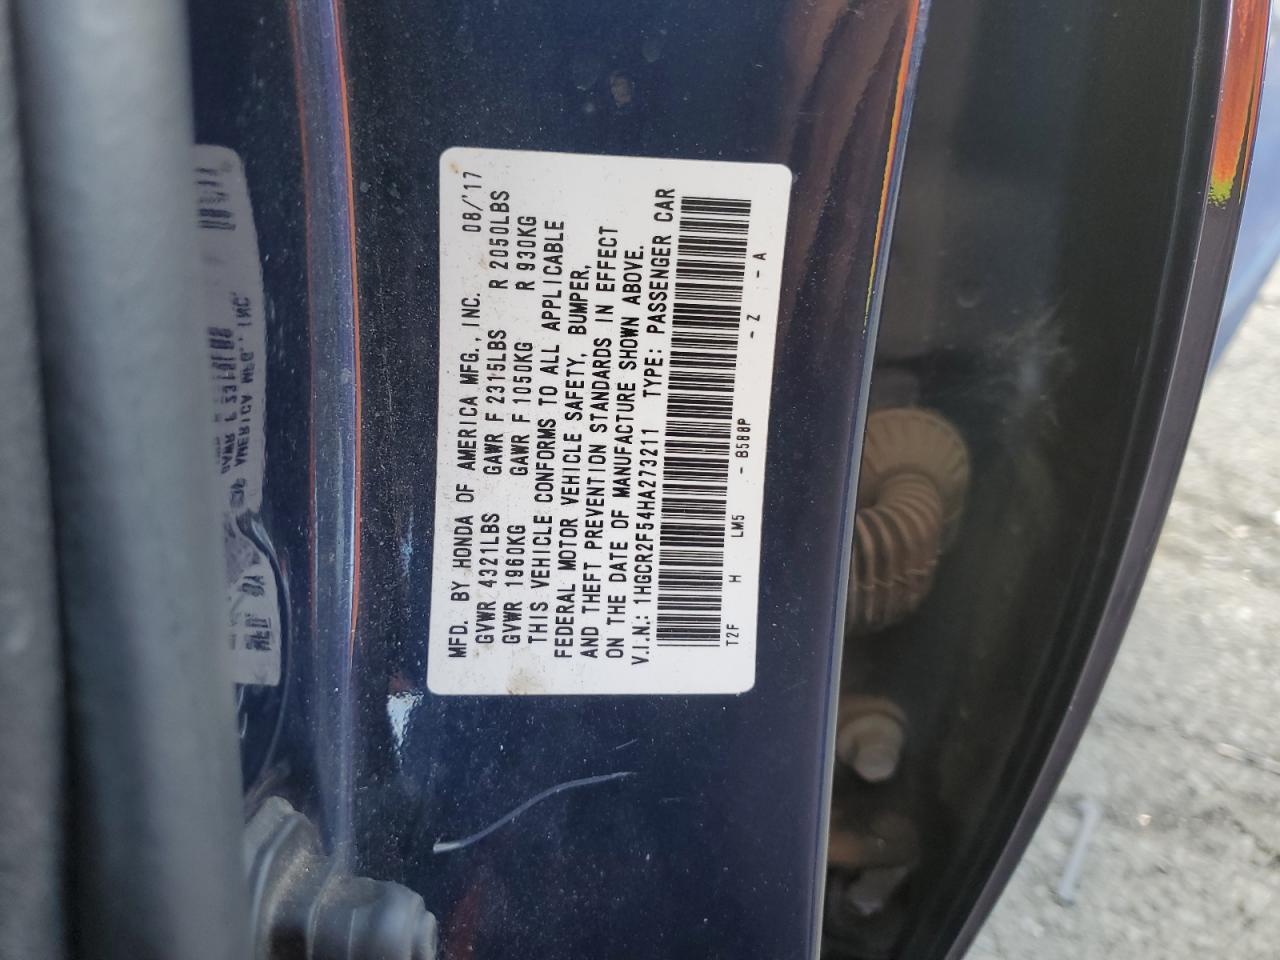 MFD. BY HONDA OF AMERICA MFG., INC. 08/'17
GVWR 4321LBS GAWR F 2315LBS R 2050LBS
GVWR 1960KG GAWR F 1050KG R 930KG
THIS VEHICLE CONFORMS TO ALL APPLICABLE
FEDERAL MOTOR VEHICLE SAFETY, BUMPER,
AND THEFT PREVENTION STANDARDS IN EFFECT
ON THE DATE OF MANUFACTURE SHOWN ABOVE.
V.I.N.: 1HGCR2F54HA273211 TYPE: PASSENGER CAR
T2F H LM5 - B588P - Z - A